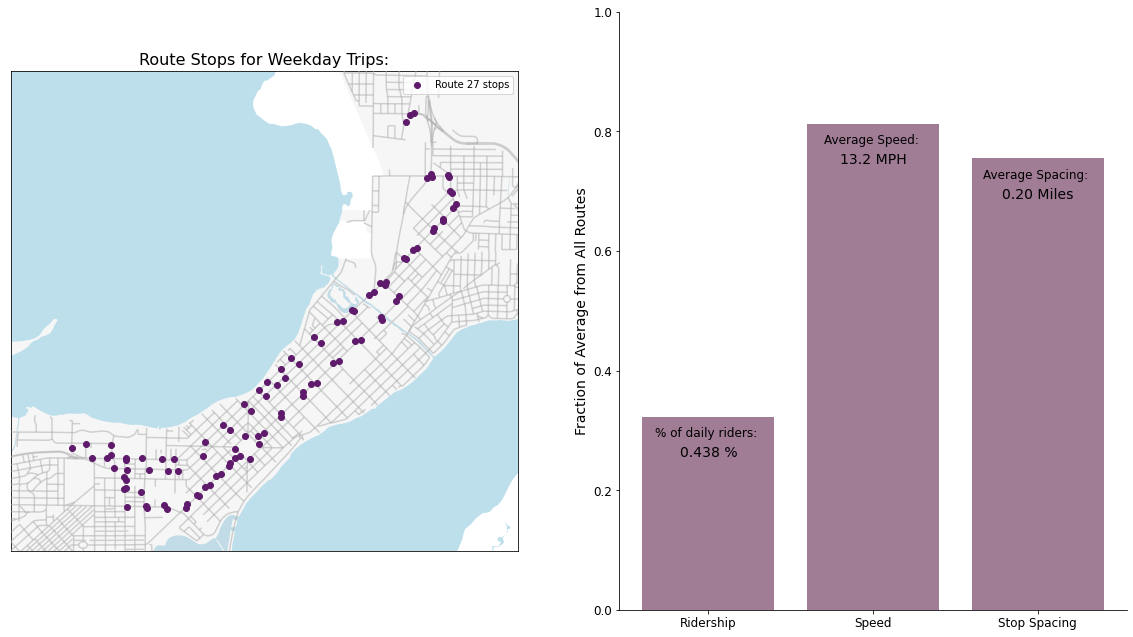 Route Stops for Weekday Trips:
Route 27 stops
Fraction of Average from All Routes
1.0
0.8
0.6
0.4
0.2
0.0
% of daily riders:
0.438 %
Average Speed:
13.2 MPH
Average Spacing:
0.20 Miles
Ridership
Speed
Stop Spacing